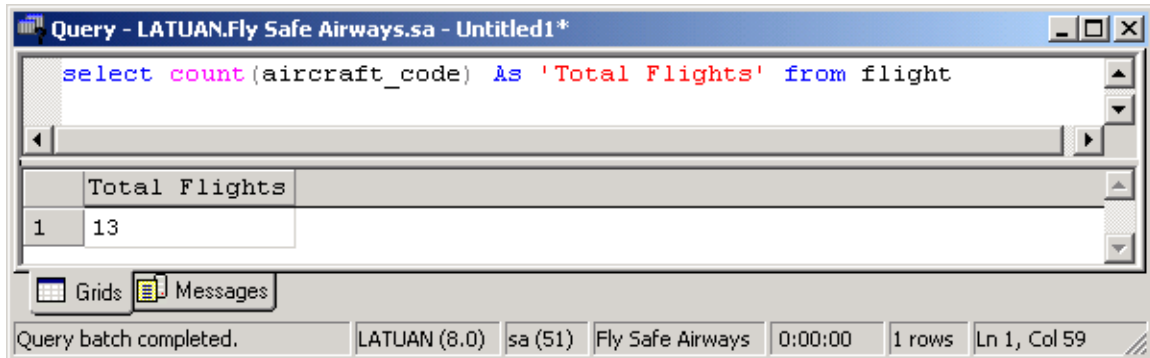 Query - LATUAN.Fly Safe Airways.sa - Untitled1*
select count(aircraft_code) As 'Total Flights' from flight
Total Flights
1 13
Grids Messages
Query batch completed. LATUAN (8.0) sa (51) Fly Safe Airways 0:00:00 1 rows Ln 1, Col 59